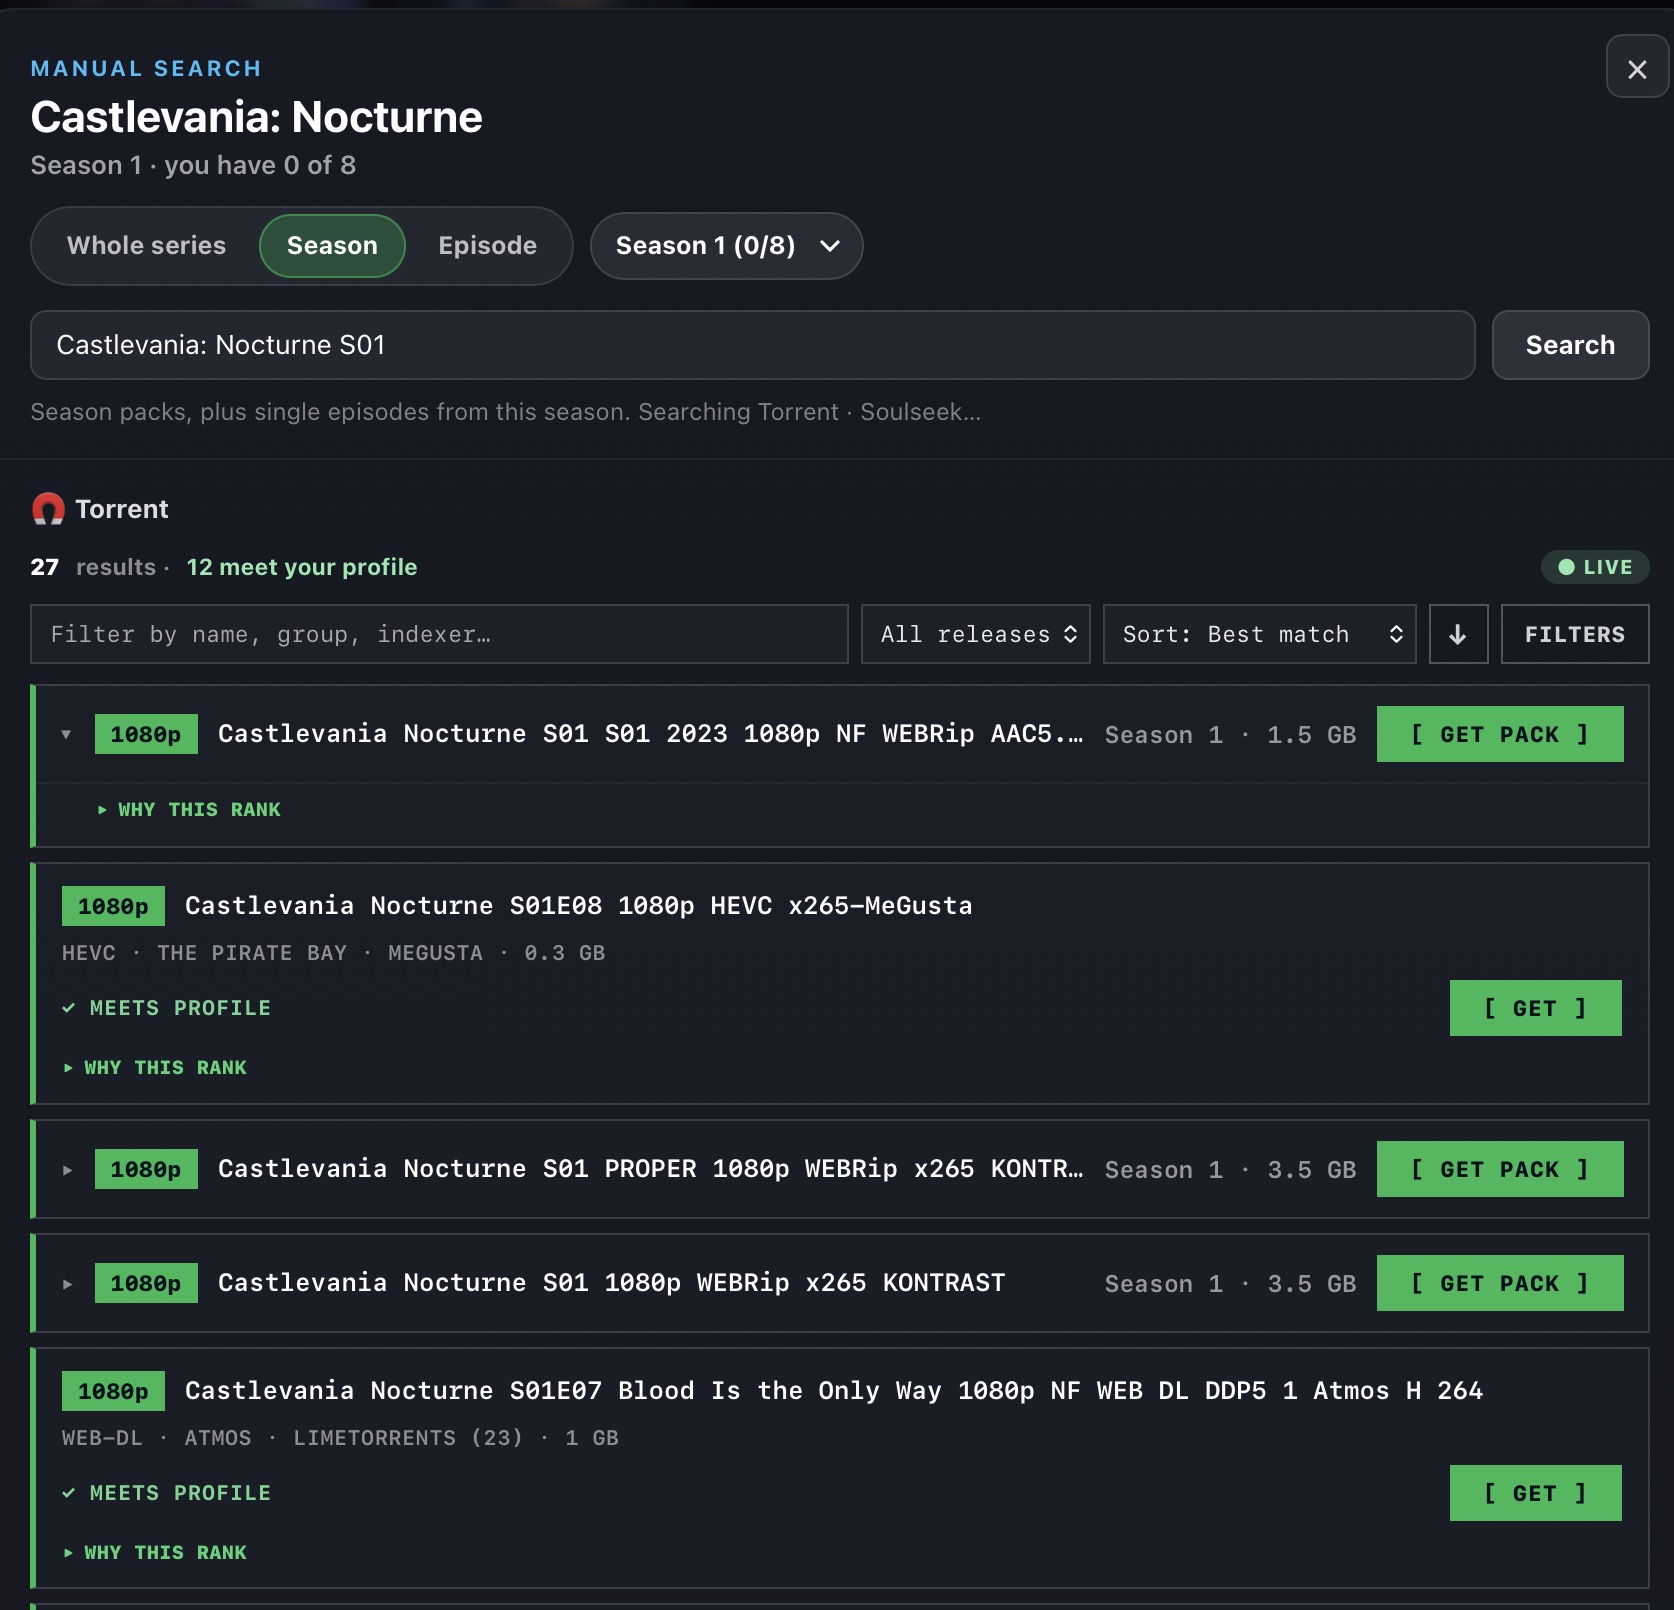 MANUAL SEARCH
Castlevania: Nocturne
Season 1 · you have 0 of 8
Whole series Season Episode Season 1 (0/8)
Castlevania: Nocturne S01 Search
Season packs, plus single episodes from this season. Searching Torrent · Soulseek…
Torrent
27 results · 12 meet your profile LIVE
Filter by name, group, indexer… All releases Sort: Best match ↓ FILTERS
1080p Castlevania Nocturne S01 S01 2023 1080p NF WEBRip AAC5.… Season 1 · 1.5 GB [ GET PACK ]
WHY THIS RANK
1080p Castlevania Nocturne S01E08 1080p HEVC x265-MeGusta
HEVC · THE PIRATE BAY · MEGUSTA · 0.3 GB
✓ MEETS PROFILE [ GET ]
WHY THIS RANK
1080p Castlevania Nocturne S01 PROPER 1080p WEBRip x265 KONTR… Season 1 · 3.5 GB [ GET PACK ]
1080p Castlevania Nocturne S01 1080p WEBRip x265 KONTRAST Season 1 · 3.5 GB [ GET PACK ]
1080p Castlevania Nocturne S01E07 Blood Is the Only Way 1080p NF WEB DL DDP5 1 Atmos H 264
WEB-DL · ATMOS · LIMETORRENTS (23) · 1 GB
✓ MEETS PROFILE [ GET ]
WHY THIS RANK